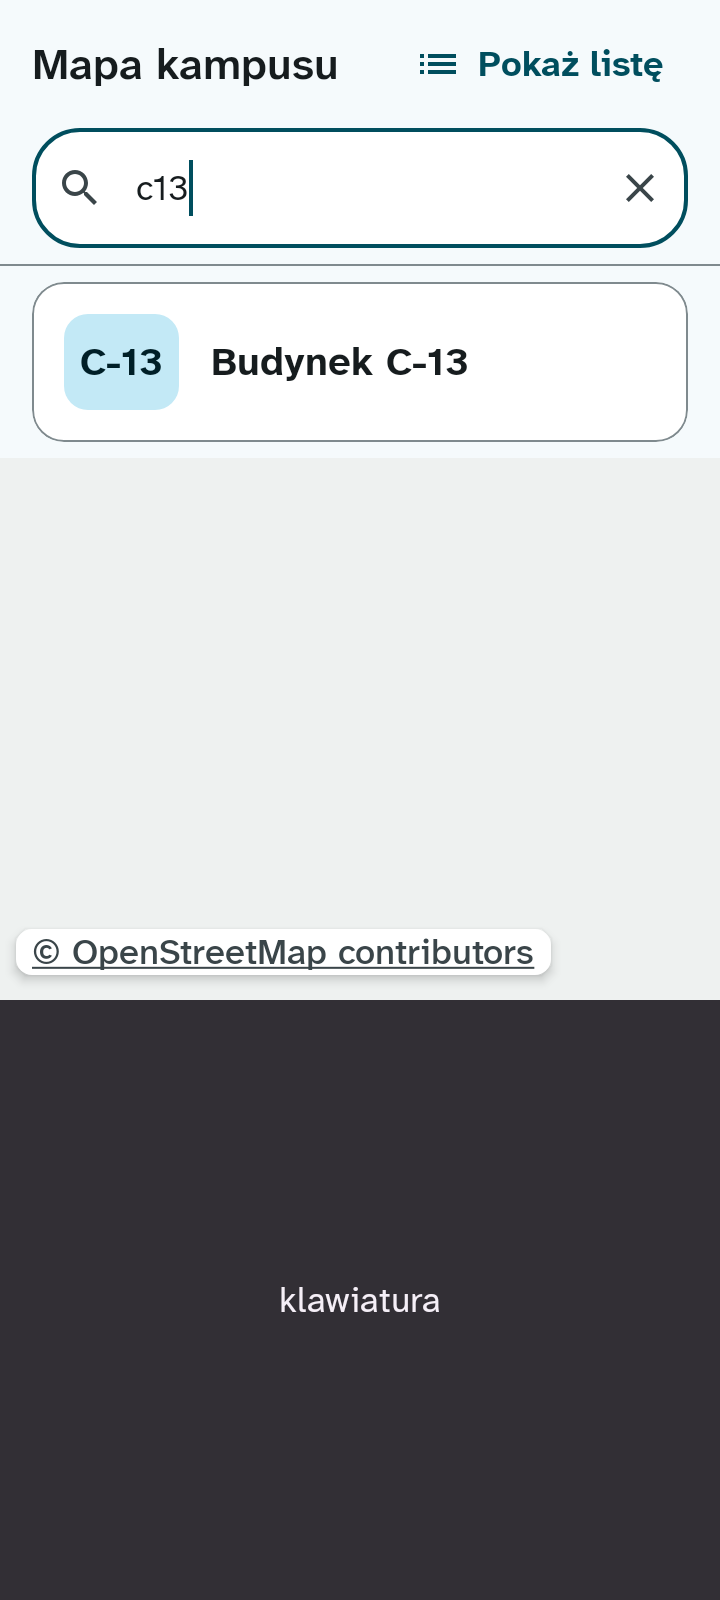 Mapa kampusu
Pokaż listę
c13
C-13
Budynek C-13
© OpenStreetMap contributors
klawiatura